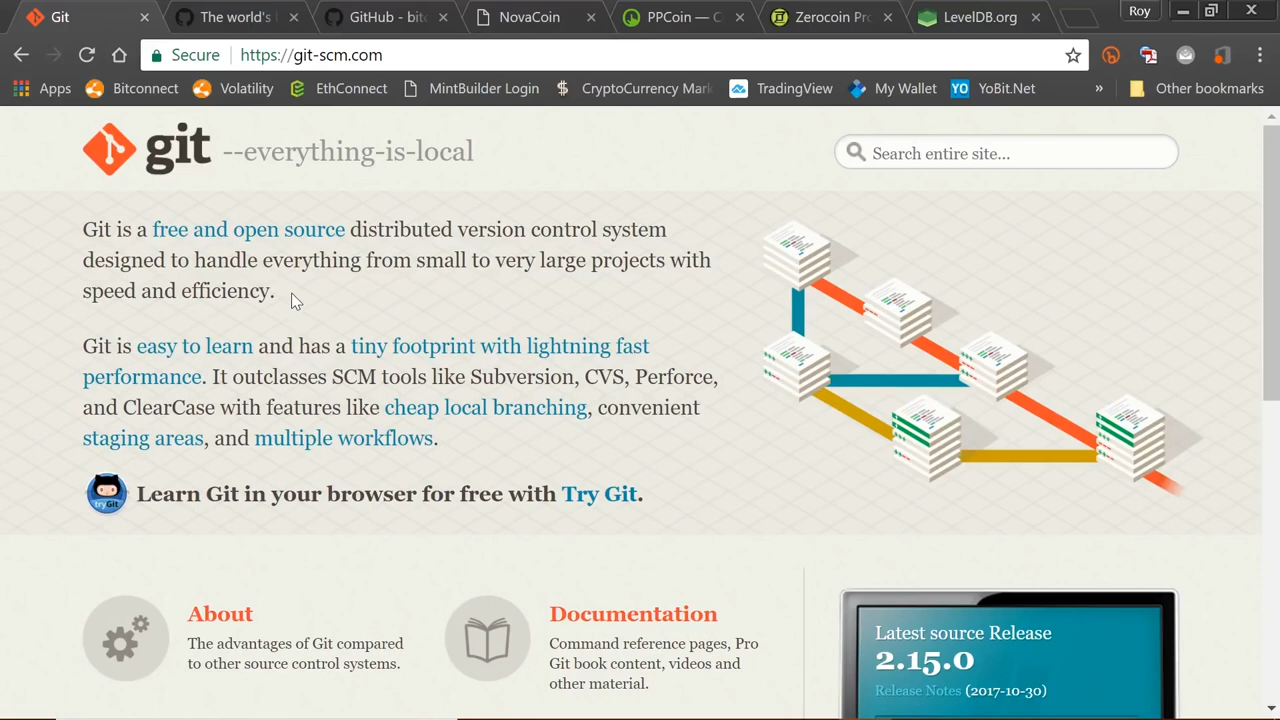 Git
The world's
GitHub - bitc
NovaCoin
PPCoin — C
Zerocoin Pro
LevelDB.org
Roy
Secure
https://git-scm.com
Apps
Bitconnect
Volatility
EthConnect
MintBuilder Login
CryptoCurrency Mark
TradingView
My Wallet
YO
YoBit.Net
»
Other bookmarks
git --everything-is-local
Search entire site...
Git is a free and open source distributed version control system
designed to handle everything from small to very large projects with
speed and efficiency.
Git is easy to learn and has a tiny footprint with lightning fast
performance. It outclasses SCM tools like Subversion, CVS, Perforce,
and ClearCase with features like cheap local branching, convenient
staging areas, and multiple workflows.
tryGit
Learn Git in your browser for free with Try Git.
About
The advantages of Git compared
to other source control systems.
Documentation
Command reference pages, Pro
Git book content, videos and
other material.
Latest source Release
2.15.0
Release Notes (2017-10-30)